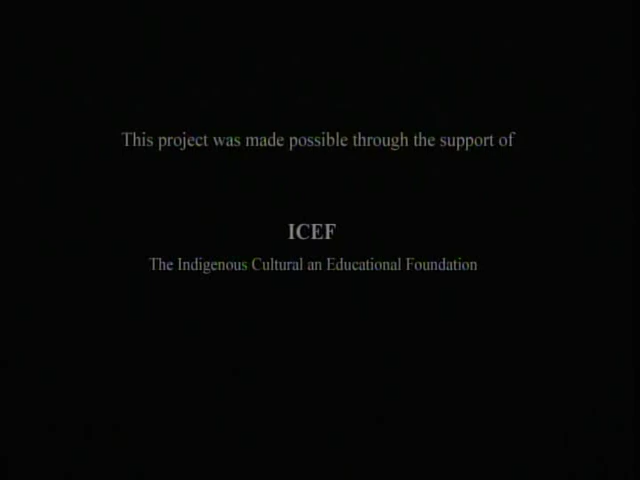 This project was made possible through the support of
ICEF
The Indigenous Cultural an Educational Foundation